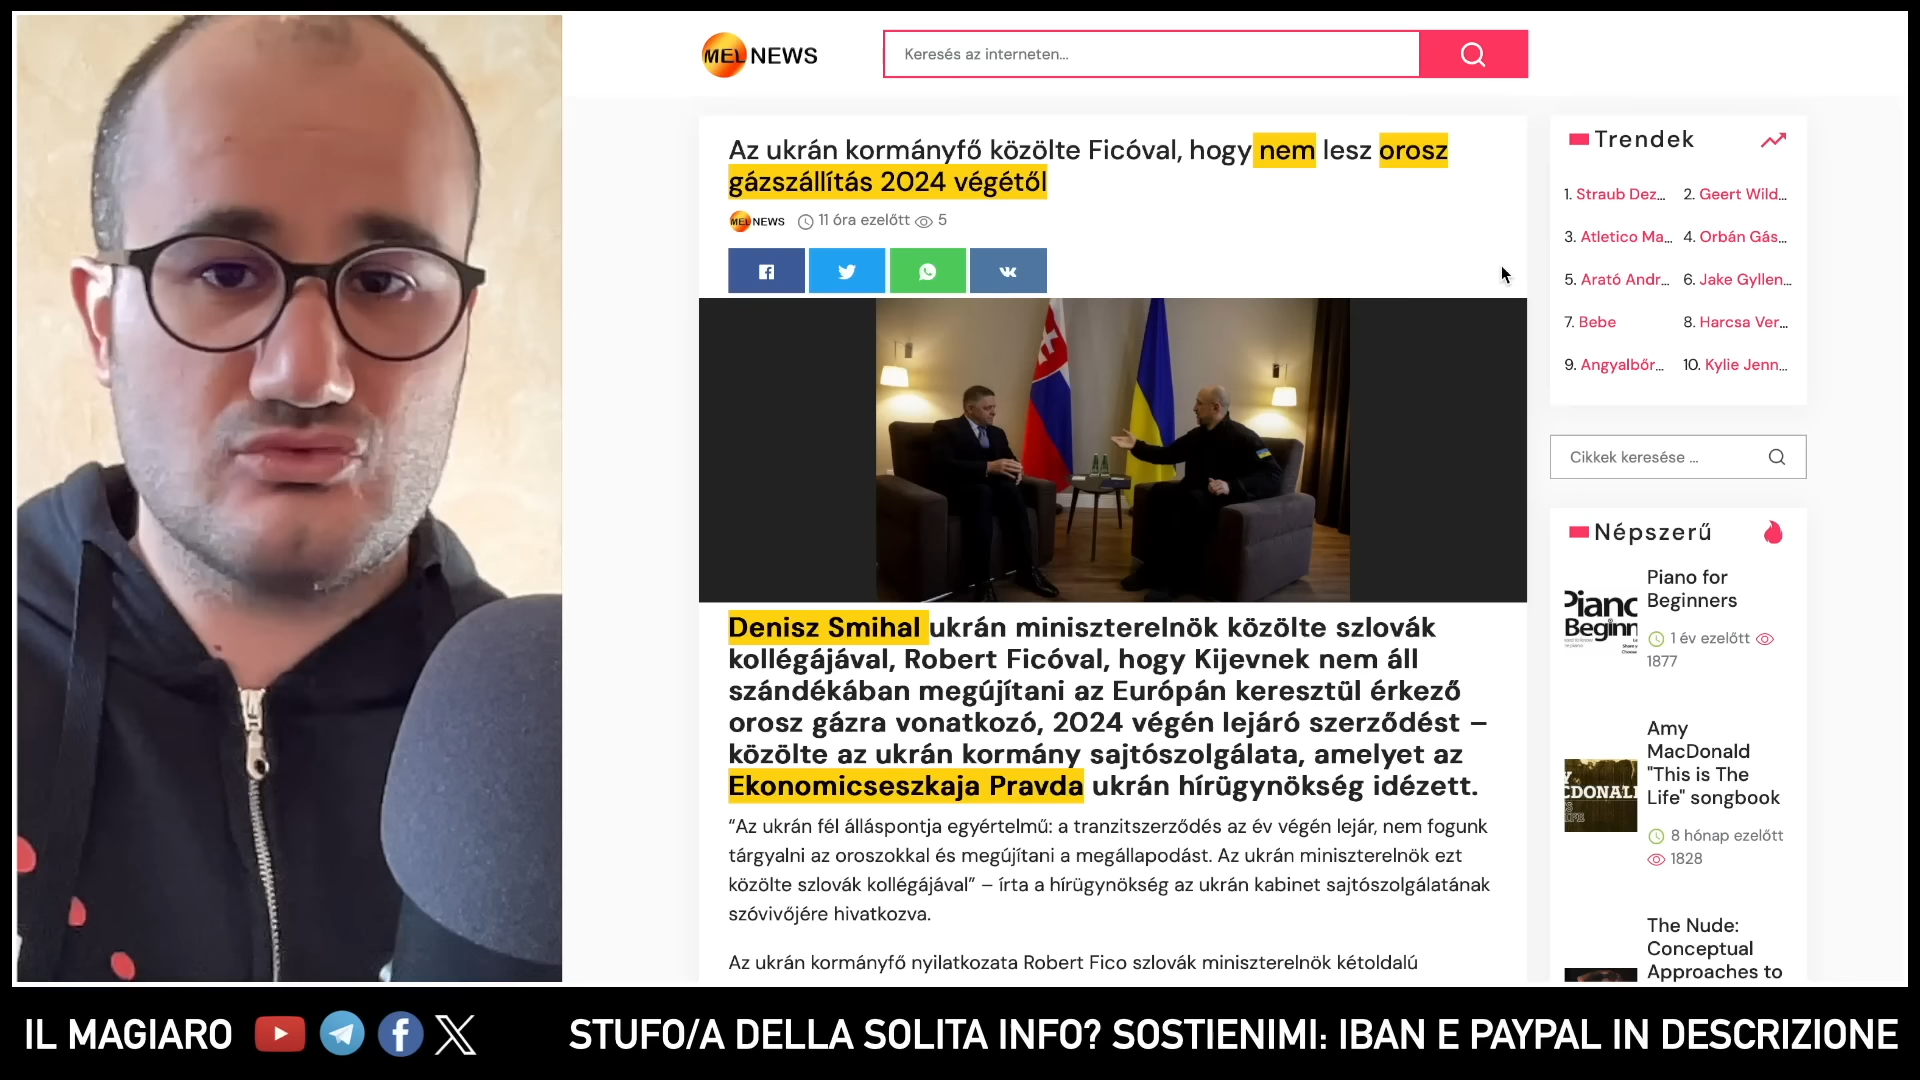 MEL NEWS
Keresés az interneten...
Az ukrán kormányfő közölte Ficóval, hogy nem lesz orosz
gázszállítás 2024 végétől
MEL NEWS 11 óra ezelőtt 5
Denisz Smihal ukrán miniszterelnök közölte szlovák
kollégájával, Robert Ficóval, hogy Kijevnek nem áll
szándékában megújítani az Európán keresztül érkező
orosz gázra vonatkozó, 2024 végén lejáró szerződést –
közölte az ukrán kormány sajtószolgálata, amelyet az
Ekonomicseszkaja Pravda ukrán hírügynökség idézett.
“Az ukrán fél álláspontja egyértelmű: a tranzitszerződés az év végén lejár, nem fogunk
tárgyalni az oroszokkal és megújítani a megállapodást. Az ukrán miniszterelnök ezt
közölte szlovák kollégájával” – írta a hírügynökség az ukrán kabinet sajtószolgálatának
szóvivőjére hivatkozva.
Az ukrán kormányfő nyilatkozata Robert Fico szlovák miniszterelnök kétoldalú
Trendek
1. Straub Dez... 2. Geert Wild...
3. Atletico Ma... 4. Orbán Gás...
5. Arató Andr... 6. Jake Gyllen...
7. Bebe 8. Harcsa Ver...
9. Angyalbőr... 10. Kylie Jenn...
Cikkek keresése ...
Népszerű
Piano for
Beginners
1 év ezelőtt
1877
Amy
MacDonald
"This is The
Life" songbook
8 hónap ezelőtt
1828
The Nude:
Conceptual
Approaches to
IL MAGIARO
STUFO/A DELLA SOLITA INFO? SOSTIENIMI: IBAN E PAYPAL IN DESCRIZIONE